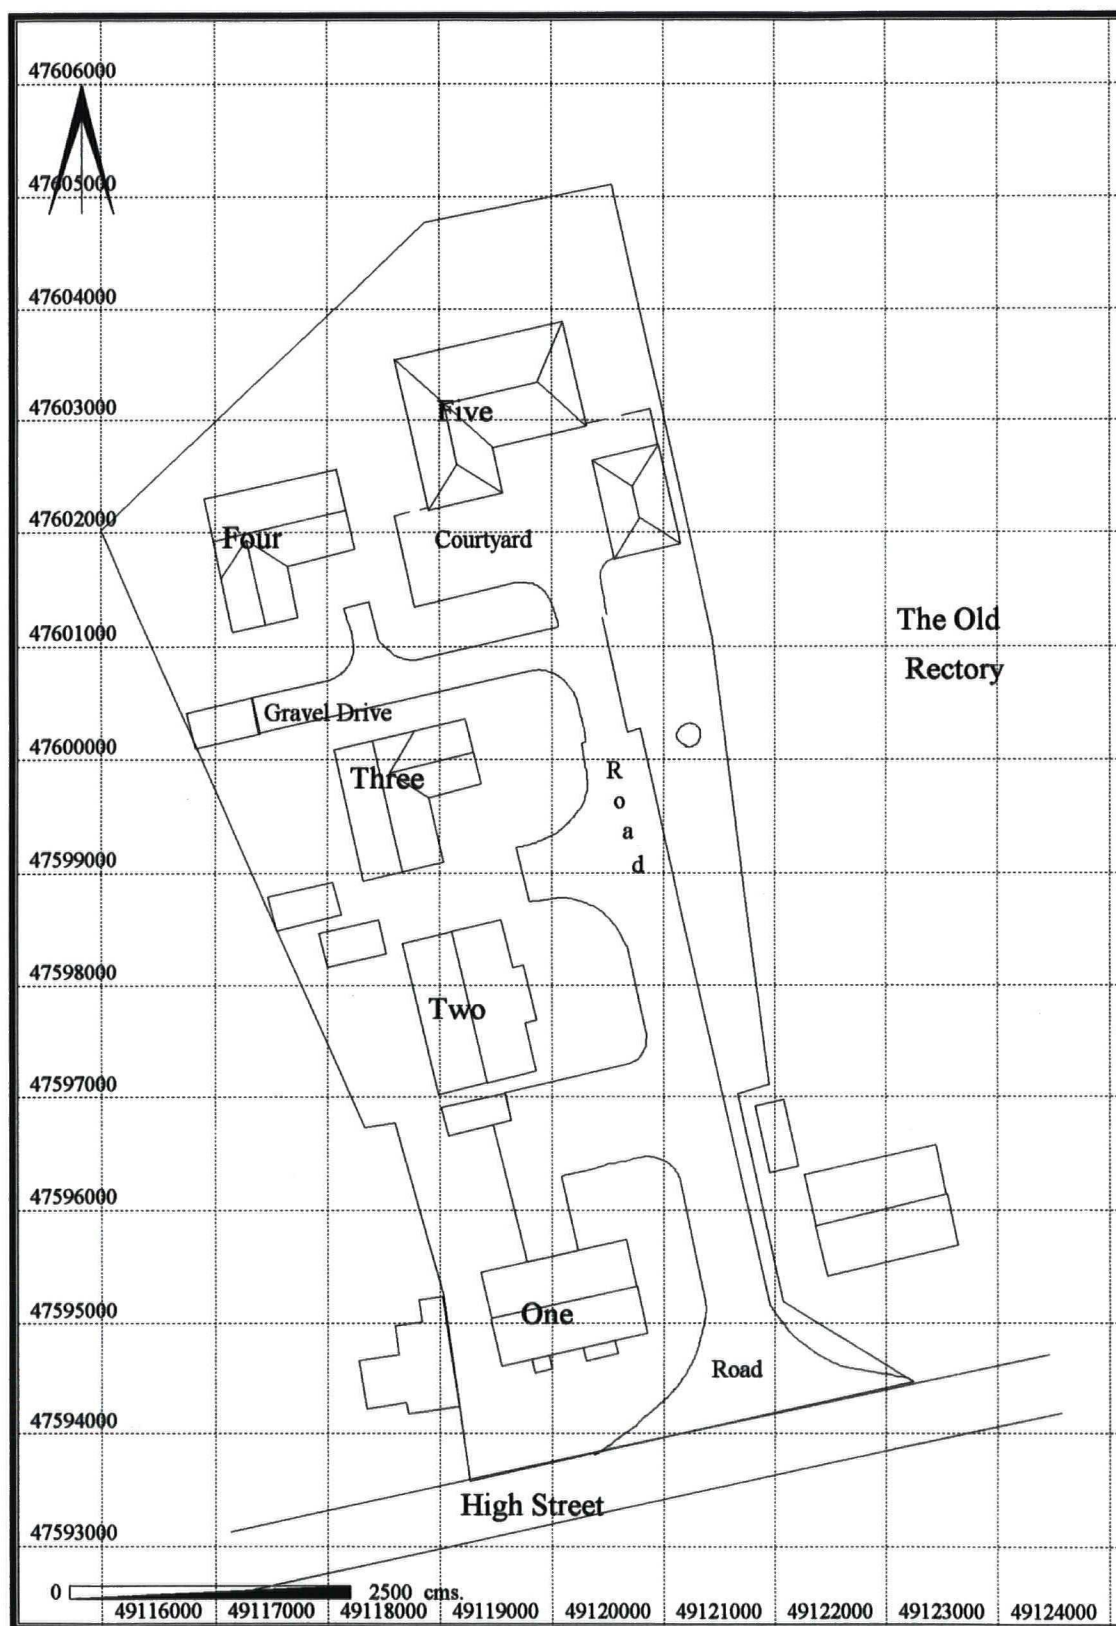 47606000
47605000
47604000
47603000
Five
47602000
Four
Courtyard
The Old
Rectory
47601000
Gravel Drive
47600000
Three
R
o
a
d
47599000
47598000
Two
47597000
47596000
47595000
One
Road
47594000
High Street
47593000
0 2500 cms.
49116000 49117000 49118000 49119000 49120000 49121000 49122000 49123000 49124000